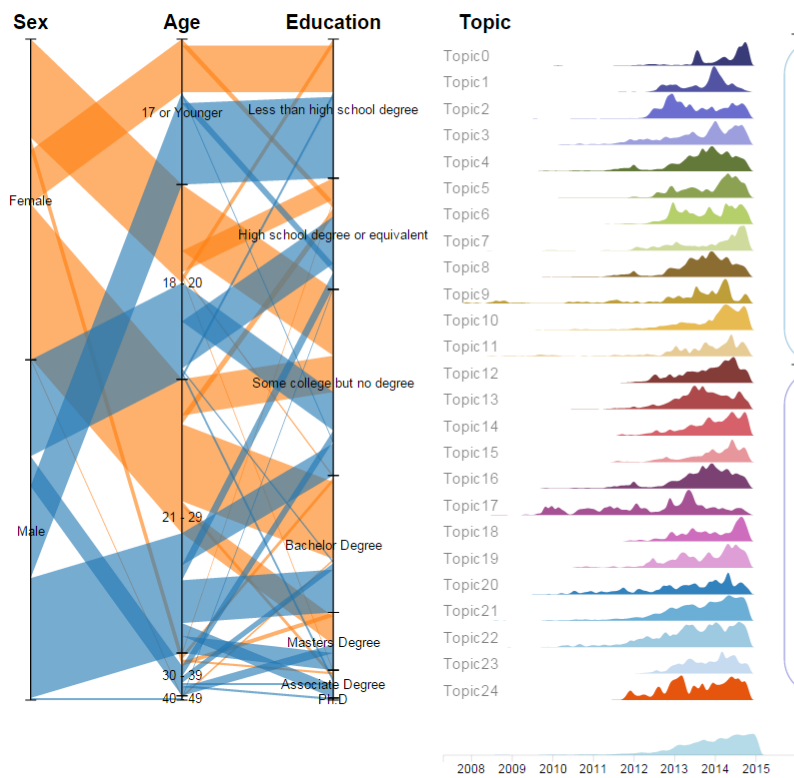 Sex Age Education Topic
17 or Younger Less than high school degree
Female
High school degree or equivalent
18 - 20
Some college but no degree
21 - 29
Male
Bachelor Degree
Masters Degree
30 - 39
Associate Degree
40 - 49
Ph.D
Topic0
Topic1
Topic2
Topic3
Topic4
Topic5
Topic6
Topic7
Topic8
Topic9
Topic10
Topic11
Topic12
Topic13
Topic14
Topic15
Topic16
Topic17
Topic18
Topic19
Topic20
Topic21
Topic22
Topic23
Topic24
2008 2009 2010 2011 2012 2013 2014 2015